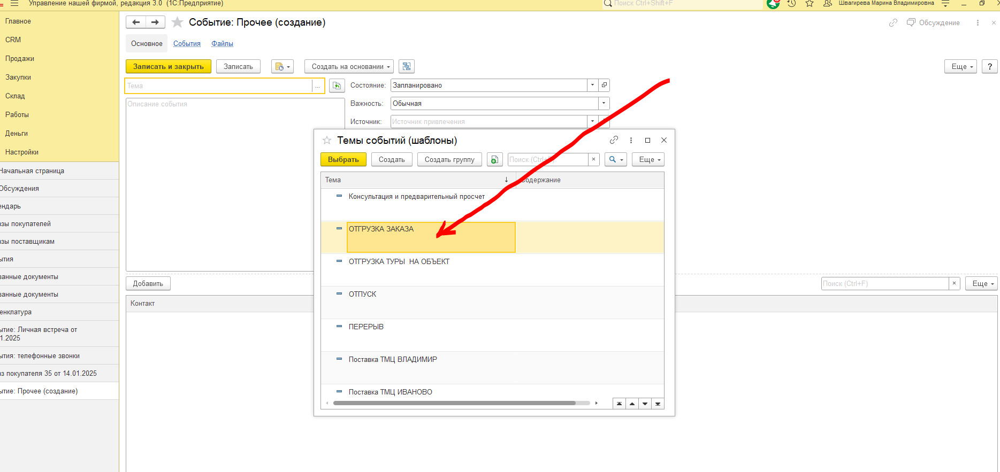 Управление нашей фирмой, редакция 3.0 (1С:Предприятие)
Поиск Ctrl+Shift+F
Швагирева Марина Владимировна
Главное
CRM
Продажи
Закупки
Склад
Работы
Деньги
Настройки
Начальная страница
Обсуждения
ендарь
азы покупателей
азы поставщикам
ытия
ванные документы
ванные документы
енклатура
ытие: Личная встреча от
1.2025
ытия: телефонные звонки
аз покупателя 35 от 14.01.2025
ытие: Прочее (создание)
Событие: Прочее (создание)
Обсуждение
Основное
События
Файлы
Записать и закрыть
Записать
Создать на основании
Еще
?
Тема
...
Состояние:
Запланировано
Описание события
Важность:
Обычная
Источник:
Источник привлечения
Темы событий (шаблоны)
Выбрать
Создать
Создать группу
Поиск (Ctrl+F)
Еще
Тема
Содержание
Консультация и предварительный просчет
ОТГРУЗКА ЗАКАЗА
ОТГРУЗКА ТУРЫ НА ОБЪЕКТ
ОТПУСК
ПЕРЕРЫВ
Поставка ТМЦ ВЛАДИМИР
Поставка ТМЦ ИВАНОВО
Добавить
Поиск (Ctrl+F)
Еще
Контакт